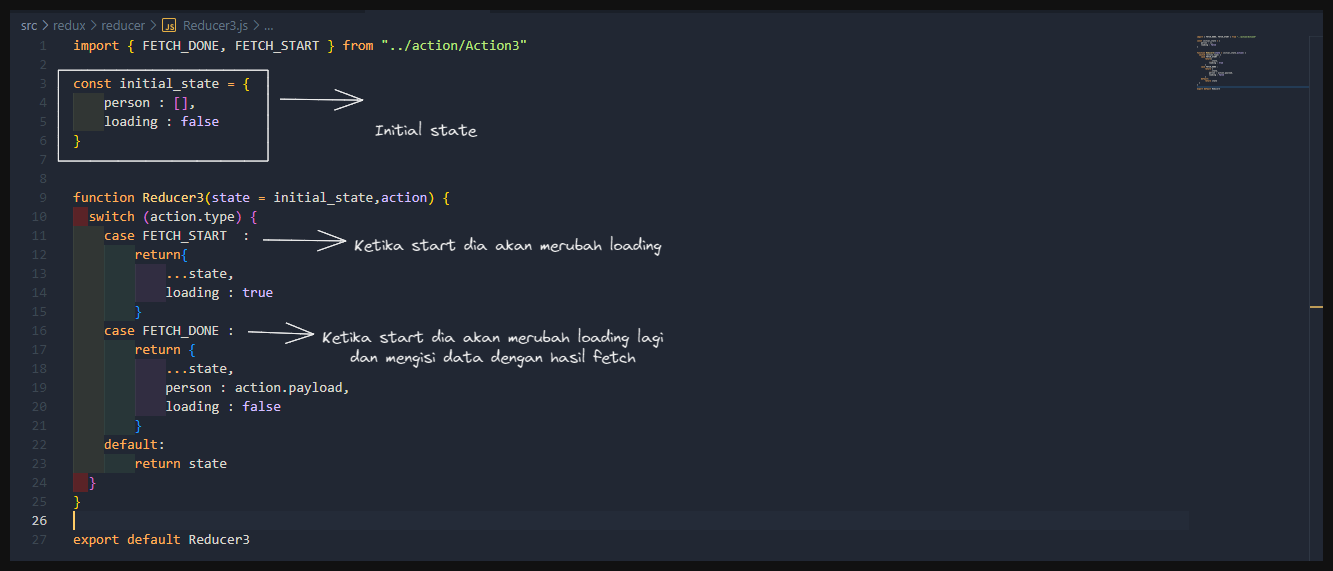 src > redux > reducer > JS Reducer3.js > ...
1 import { FETCH_DONE, FETCH_START } from "../action/Action3"
2
3 const initial_state = {
4 person : [],
5 loading : false
6 }
7
Initial state
8
9 function Reducer3(state = initial_state,action) {
10 switch (action.type) {
11 case FETCH_START :
Ketika start dia akan merubah loading
12 return{
13 ...state,
14 loading : true
15 }
16 case FETCH_DONE :
Ketika start dia akan merubah loading lagi
dan mengisi data dengan hasil fetch
17 return {
18 ...state,
19 person : action.payload,
20 loading : false
21 }
22 default:
23 return state
24 }
25 }
26
27 export default Reducer3